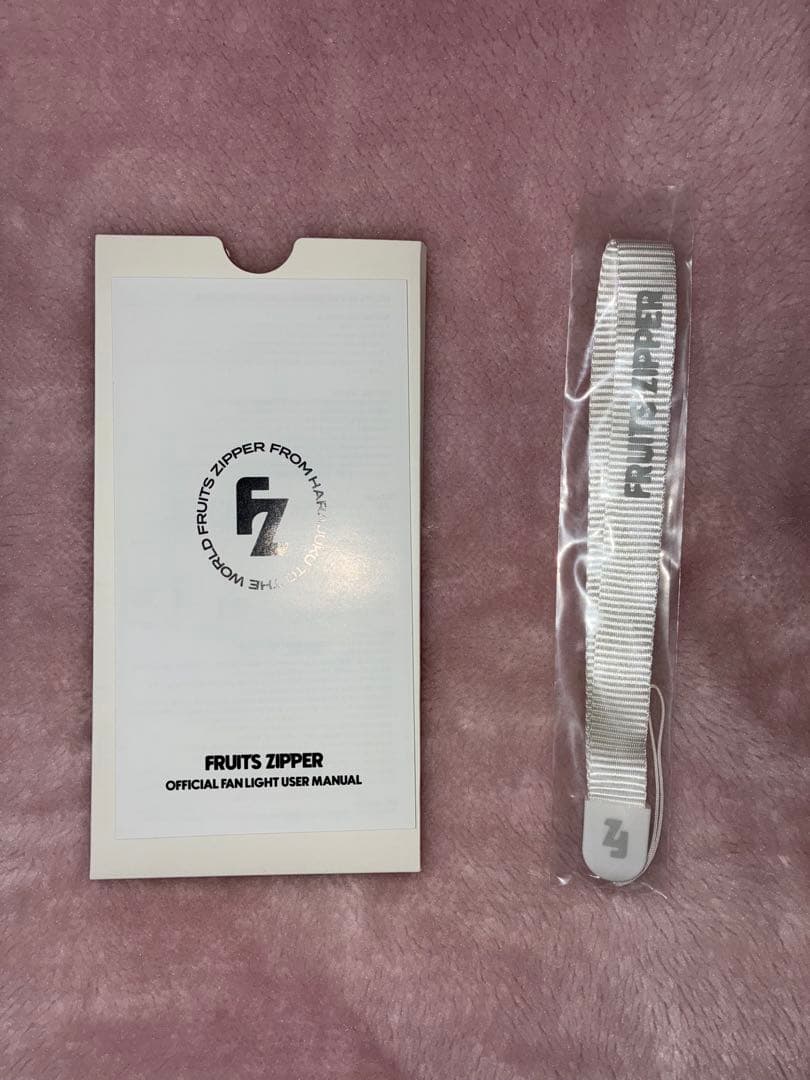 FRUITS ZIPPER FROM HARAJUKU TO THE WORLD
FZ
FRUITS ZIPPER
OFFICIAL FAN LIGHT USER MANUAL
FRUITS ZIPPER
FZ